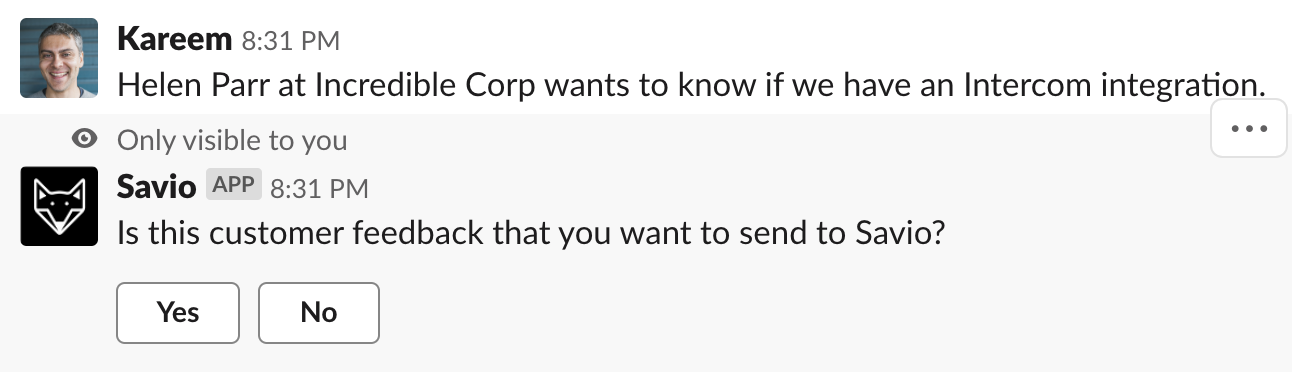 Kareem 8:31 PM
Helen Parr at Incredible Corp wants to know if we have an Intercom integration.
Only visible to you
Savio APP 8:31 PM
Is this customer feedback that you want to send to Savio?
Yes No